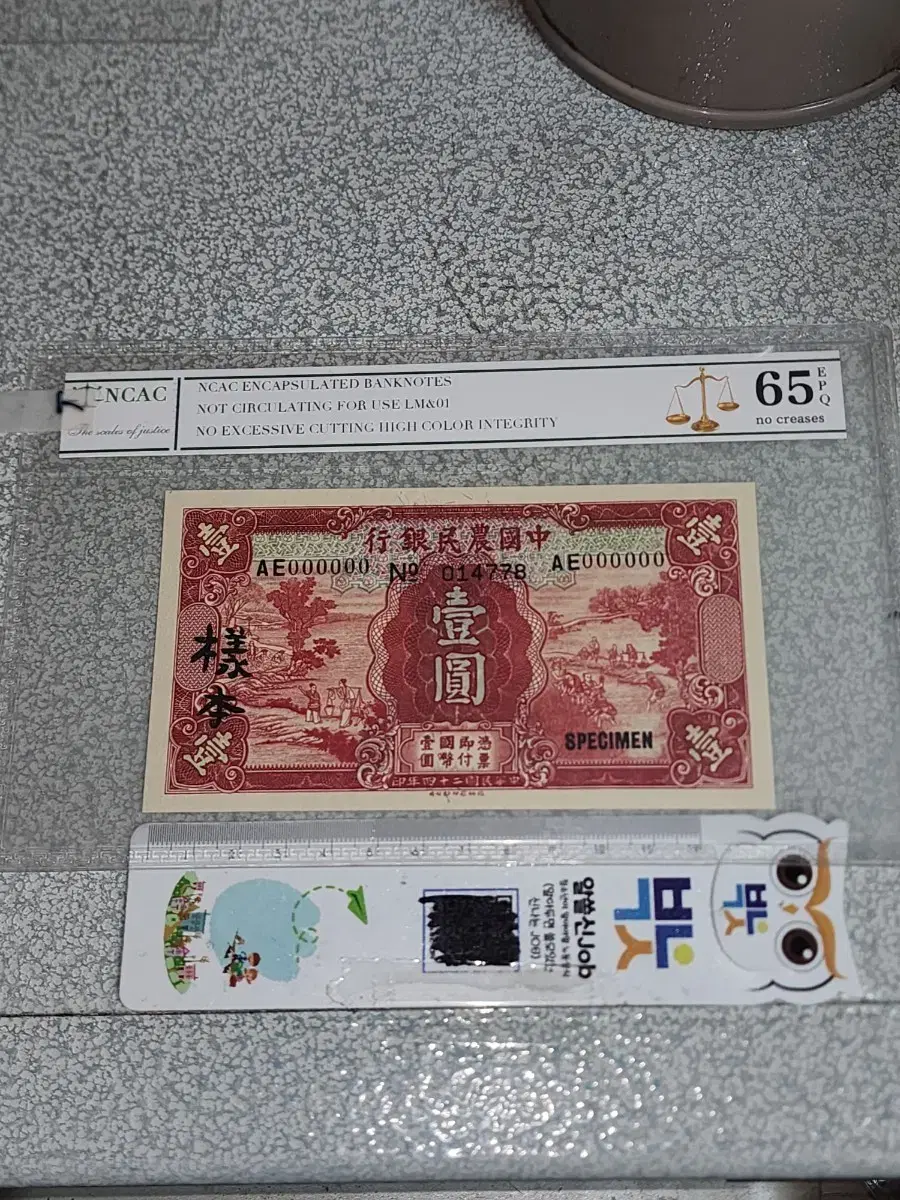 NCAC
The scales of justice
NCAC ENCAPSULATED BANKNOTES
NOT CIRCULATING FOR USE LM&01
NO EXCESSIVE CUTTING HIGH COLOR INTEGRITY
65
EPQ
no creases
行銀民農國中
壹
壹
AE000000
№ 014778
AE000000
壹圓
樣本
SPECIMEN
憑票即付國幣壹圓
印年四十二國民華中
壹
壹
알쏭신Job